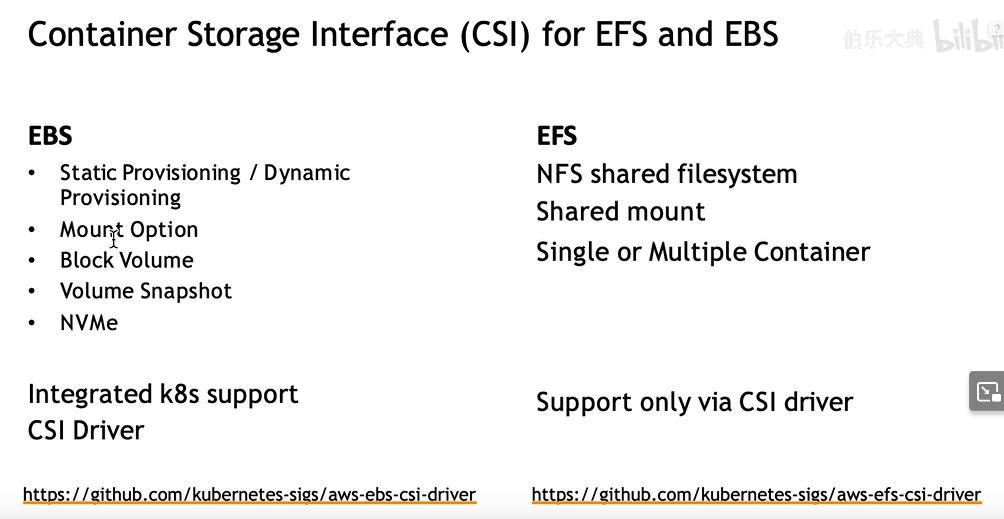 Container Storage Interface (CSI) for EFS and EBS
伯乐大典 bilibili
EBS
• Static Provisioning / Dynamic
Provisioning
• Mount Option
• Block Volume
• Volume Snapshot
• NVMe
Integrated k8s support
CSI Driver
https://github.com/kubernetes-sigs/aws-ebs-csi-driver
EFS
NFS shared filesystem
Shared mount
Single or Multiple Container
Support only via CSI driver
https://github.com/kubernetes-sigs/aws-efs-csi-driver